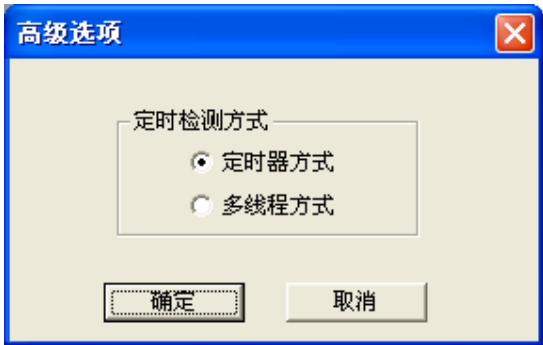 高级选项
定时检测方式
定时器方式
多线程方式
确定
取消